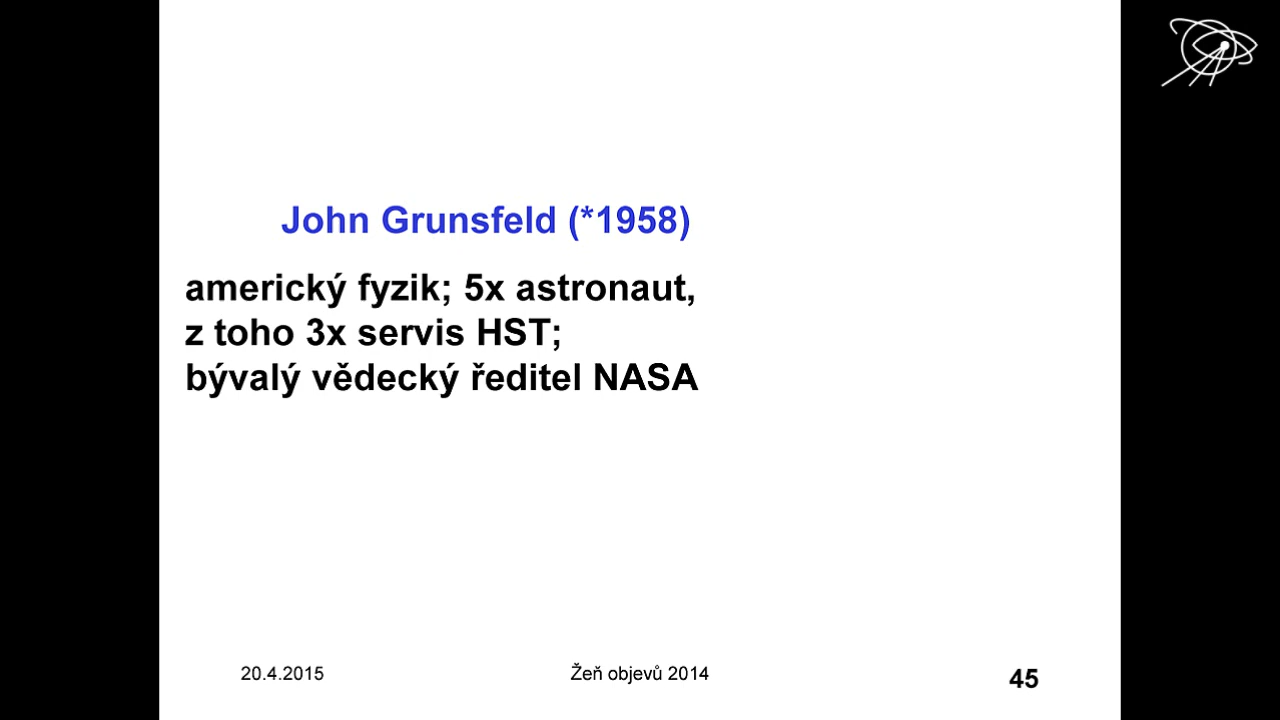 John Grunsfeld (*1958)
americký fyzik; 5x astronaut,
z toho 3x servis HST;
bývalý vědecký ředitel NASA
20.4.2015
Žeň objevů 2014
45